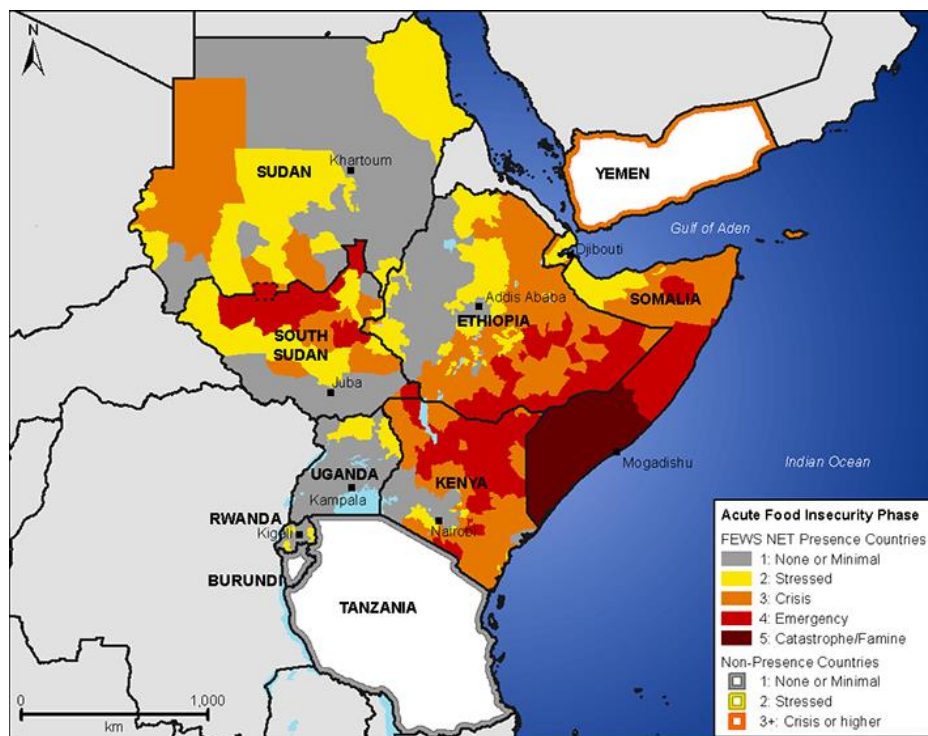 N
Khartoum
SUDAN
YEMEN
Gulf of Aden
Djibouti
Addis Ababa
SOMALIA
ETHIOPIA
SOUTH
SUDAN
Juba
Mogadishu
Indian Ocean
UGANDA
KENYA
Kampala
RWANDA
Kigali
Nairobi
BURUNDI
TANZANIA
0 1,000
km
Acute Food Insecurity Phase
FEWS NET Presence Countries
1: None or Minimal
2: Stressed
3: Crisis
4: Emergency
5: Catastrophe/Famine
Non-Presence Countries
1: None or Minimal
2: Stressed
3+: Crisis or higher